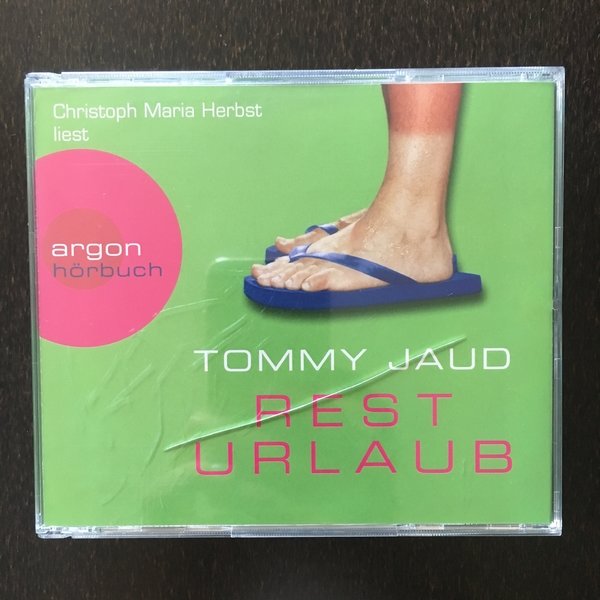 Christoph Maria Herbst
liest
argon
hörbuch
TOMMY JAUD
REST
URLAUB